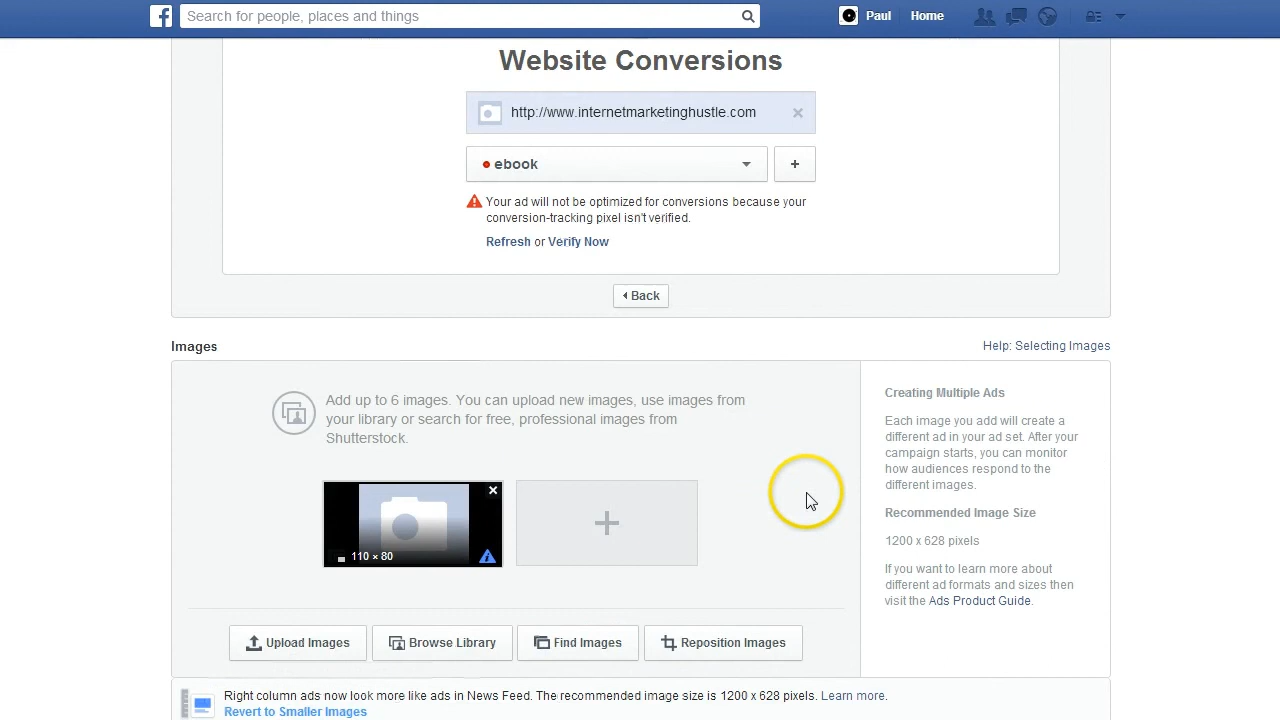 Search for people, places and things
Paul
Home
Website Conversions
http://www.internetmarketinghustle.com
ebook
+
Your ad will not be optimized for conversions because your
conversion-tracking pixel isn't verified.
Refresh or Verify Now
Back
Images
Help: Selecting Images
Add up to 6 images. You can upload new images, use images from
your library or search for free, professional images from
Shutterstock.
110 × 80
Creating Multiple Ads
Each image you add will create a
different ad in your ad set. After your
campaign starts, you can monitor
how audiences respond to the
different images.
Recommended Image Size
1200 x 628 pixels
If you want to learn more about
different ad formats and sizes then
visit the Ads Product Guide.
Upload Images
Browse Library
Find Images
Reposition Images
Right column ads now look more like ads in News Feed. The recommended image size is 1200 x 628 pixels. Learn more.
Revert to Smaller Images